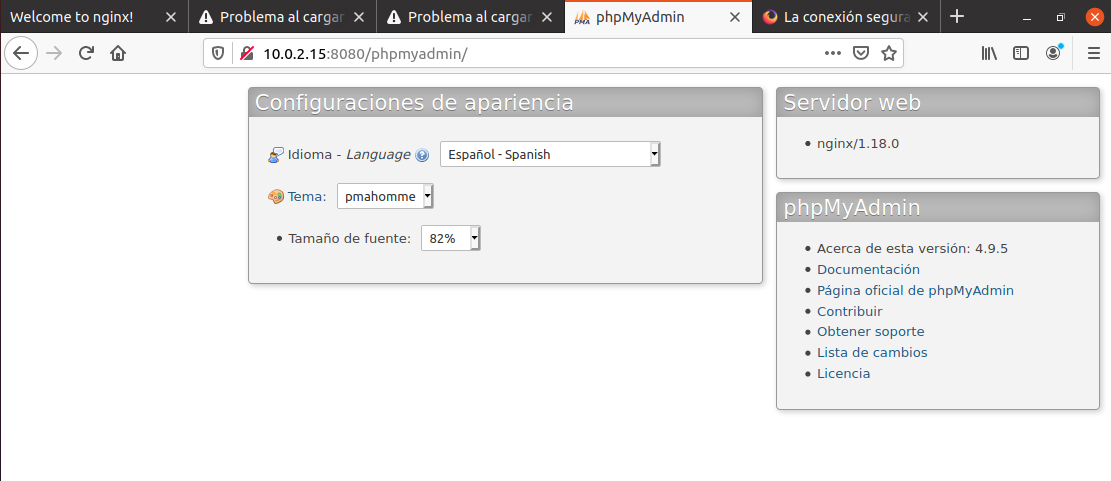 Welcome to nginx!
Problema al cargar
Problema al cargar
phpMyAdmin
La conexión segura
10.0.2.15:8080/phpmyadmin/
Configuraciones de apariencia
Idioma - Language
Español - Spanish
Tema:
pmahomme
Tamaño de fuente:
82%
Servidor web
nginx/1.18.0
phpMyAdmin
Acerca de esta versión: 4.9.5
Documentación
Página oficial de phpMyAdmin
Contribuir
Obtener soporte
Lista de cambios
Licencia